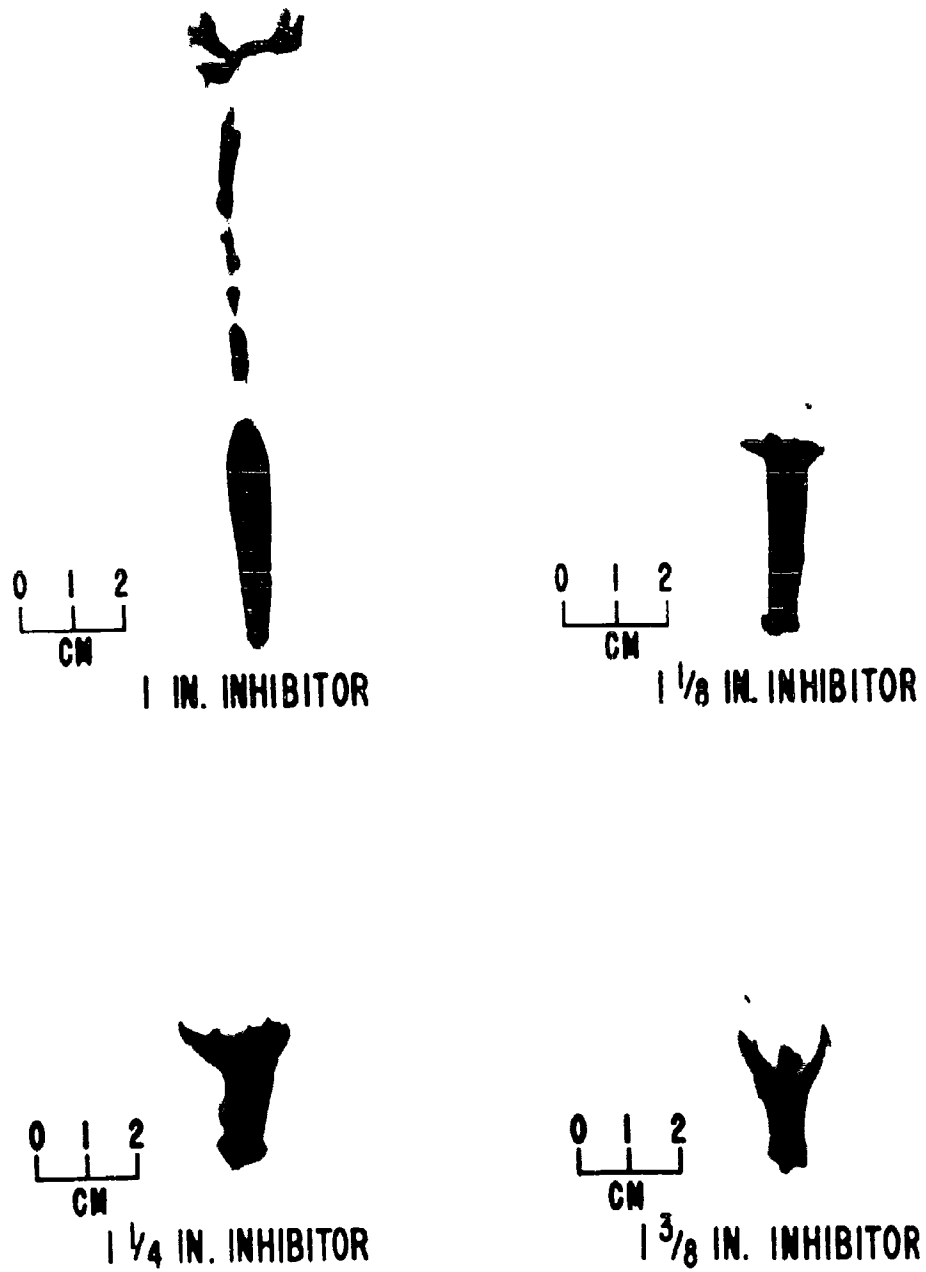 0 1 2
CM
1 IN. INHIBITOR
0 1 2
CM
1 1/8 IN. INHIBITOR
0 1 2
CM
1 1/4 IN. INHIBITOR
0 1 2
CM
1 3/8 IN. INHIBITOR